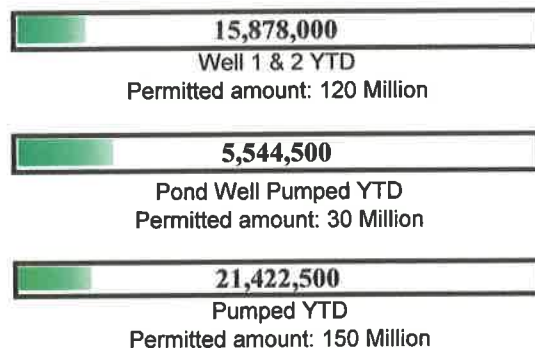 15,878,000
Well 1 & 2 YTD
Permitted amount: 120 Million
5,544,500
Pond Well Pumped YTD
Permitted amount: 30 Million
21,422,500
Pumped YTD
Permitted amount: 150 Million